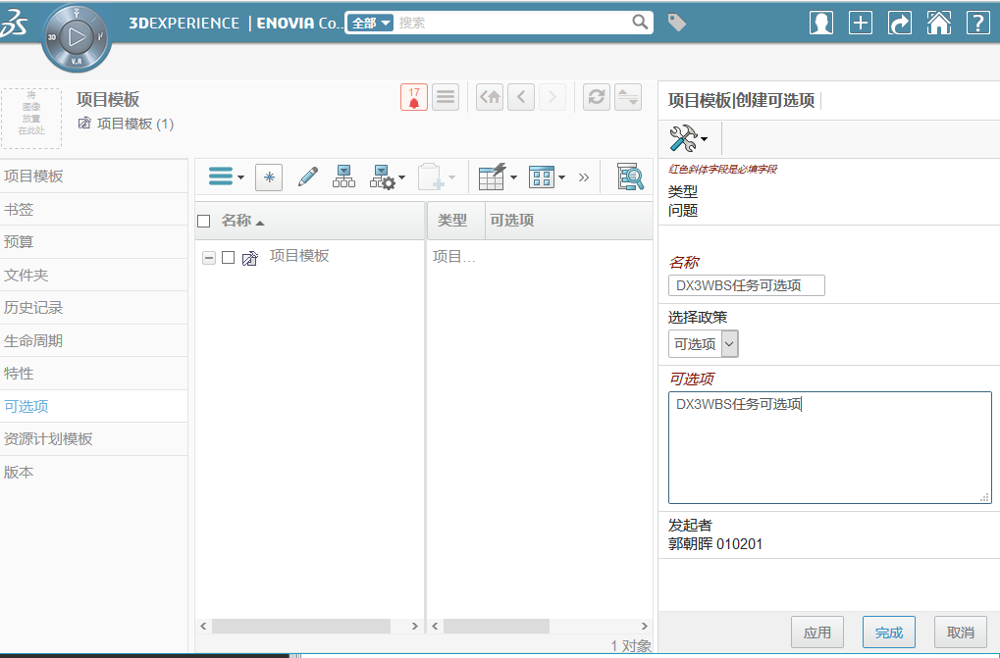 3DEXPERIENCE | ENOVIA Co... 全部 搜索
3D
V.R
将
图像
放置
在此处
项目模板
项目模板 (1)
17
项目模板
书签
预算
文件夹
历史记录
生命周期
特性
可选项
资源计划模板
版本
名称 类型 可选项
项目模板 项目...
1 对象
项目模板|创建可选项
红色斜体字段是必填字段
类型
问题
名称
DX3WBS任务可选项
选择政策
可选项
可选项
DX3WBS任务可选项
发起者
郭朝晖 010201
应用 完成 取消